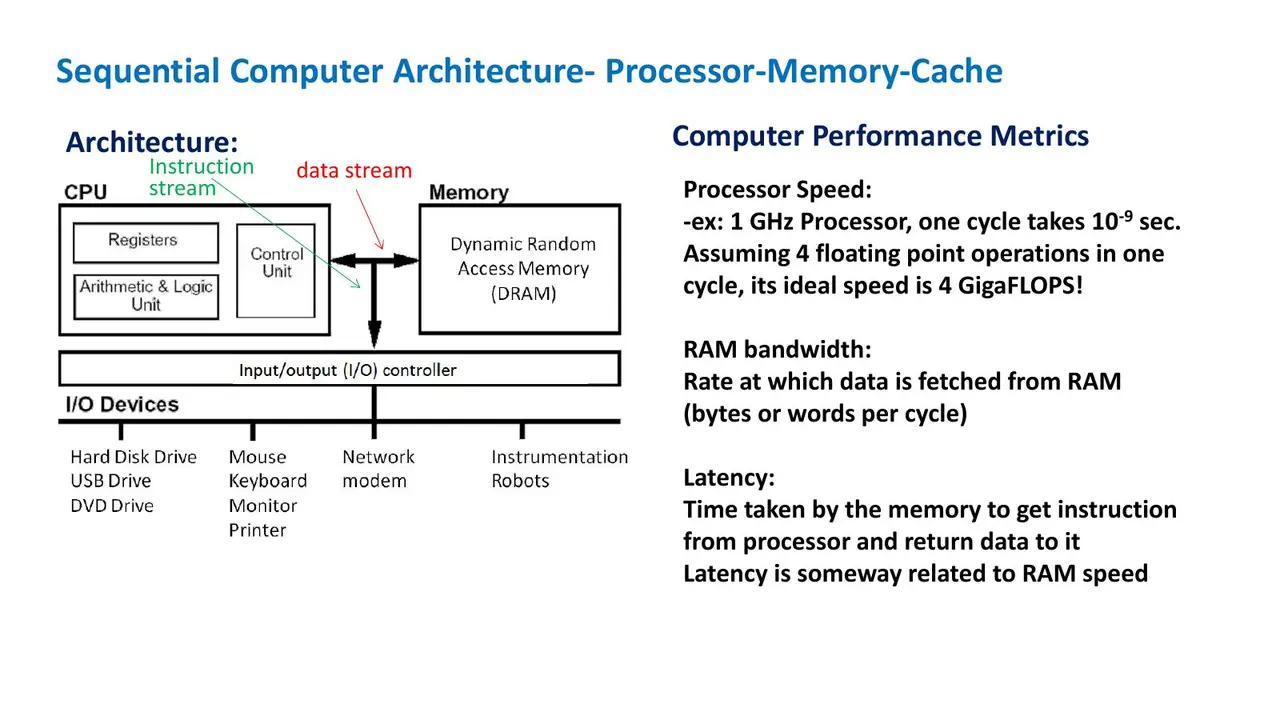 Sequential Computer Architecture- Processor-Memory-Cache
Architecture:
Instruction
stream
data stream
CPU
Memory
Registers
Arithmetic & Logic
Unit
Control
Unit
Dynamic Random
Access Memory
(DRAM)
Input/output (I/O) controller
I/O Devices
Hard Disk Drive
USB Drive
DVD Drive
Mouse
Keyboard
Monitor
Printer
Network
modem
Instrumentation
Robots
Computer Performance Metrics
Processor Speed:
-ex: 1 GHz Processor, one cycle takes 10⁻⁹ sec.
Assuming 4 floating point operations in one
cycle, its ideal speed is 4 GigaFLOPS!
RAM bandwidth:
Rate at which data is fetched from RAM
(bytes or words per cycle)
Latency:
Time taken by the memory to get instruction
from processor and return data to it
Latency is someway related to RAM speed